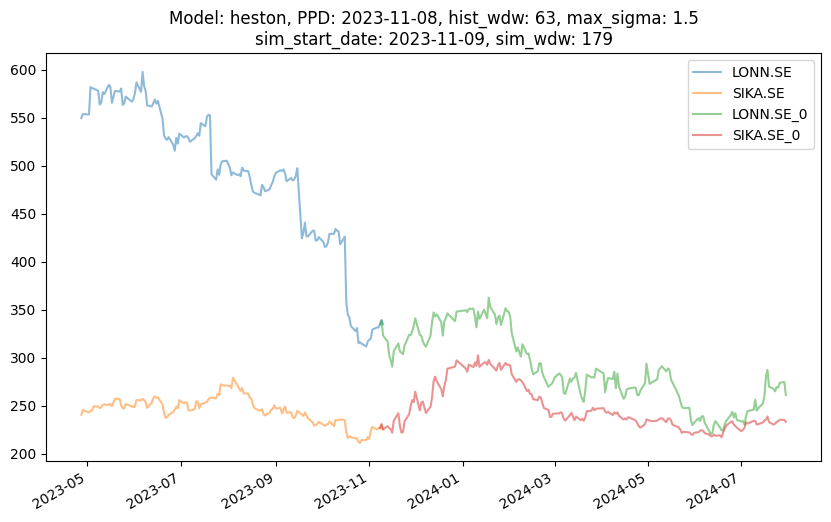 Model: heston, PPD: 2023-11-08, hist_wdw: 63, max_sigma: 1.5
sim_start_date: 2023-11-09, sim_wdw: 179
LONN.SE
SIKA.SE
LONN.SE_0
SIKA.SE_0
600
550
500
450
400
350
300
250
200
2023-05
2023-07
2023-09
2023-11
2024-01
2024-03
2024-05
2024-07